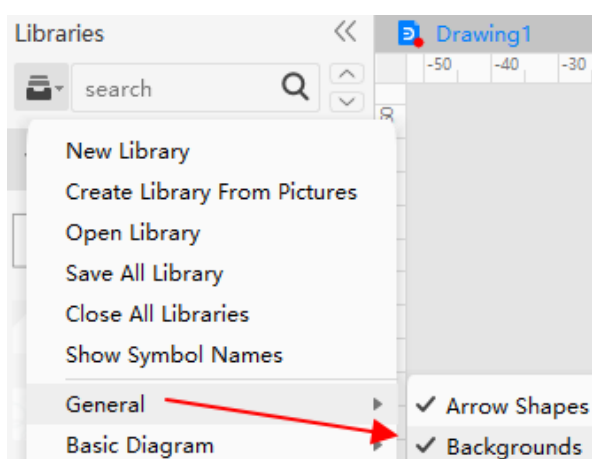 Libraries
Drawing1
-50 -40 -30
search
New Library
Create Library From Pictures
Open Library
Save All Library
Close All Libraries
Show Symbol Names
General
Arrow Shapes
Basic Diagram
Backgrounds